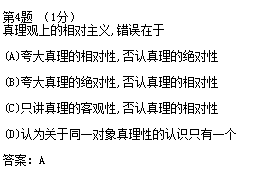 第4题 (1分)
真理观上的相对主义,错误在于
(A)夸大真理的相对性,否认真理的绝对性
(B)夸大真理的绝对性,否认真理的相对性
(C)只讲真理的客观性,否认真理的相对性
(D)认为关于同一对象真理性的认识只有一个
答案: A